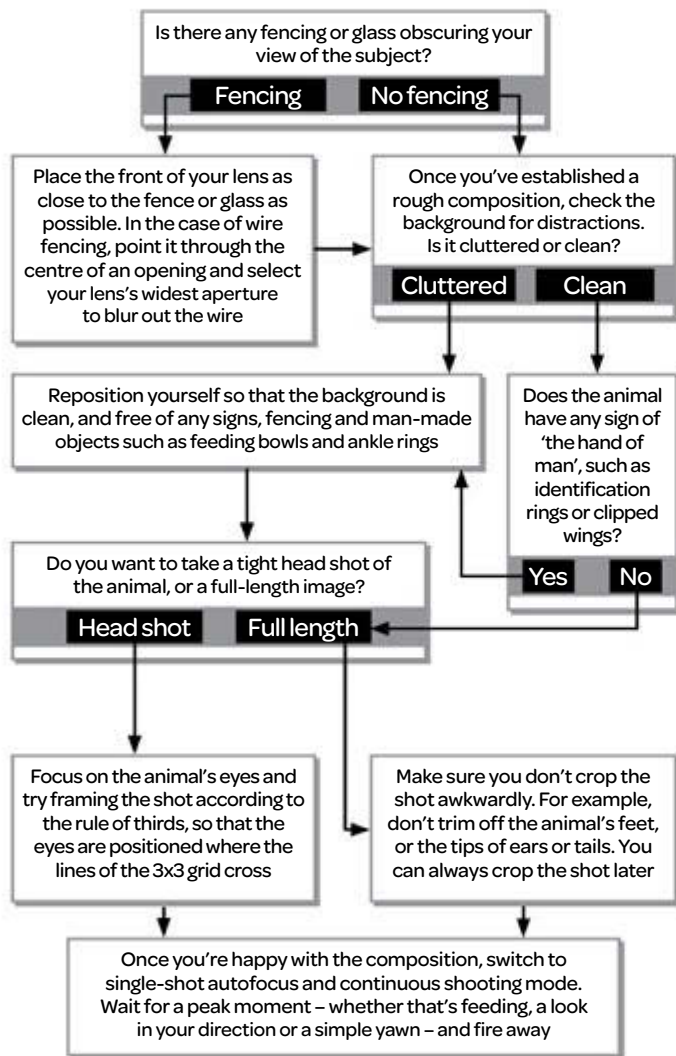 Is there any fencing or glass obscuring your
view of the subject?
Fencing
No fencing
Place the front of your lens as
close to the fence or glass as
possible. In the case of wire
fencing, point it through the
centre of an opening and select
your lens's widest aperture
to blur out the wire
Once you've established a
rough composition, check the
background for distractions.
Is it cluttered or clean?
Cluttered
Clean
Reposition yourself so that the background is
clean, and free of any signs, fencing and man-made
objects such as feeding bowls and ankle rings
Does the animal
have any sign of
'the hand of
man', such as
identification
rings or clipped
wings?
Yes
No
Do you want to take a tight head shot of
the animal, or a full-length image?
Head shot
Full length
Focus on the animal's eyes and
try framing the shot according to
the rule of thirds, so that the
eyes are positioned where the
lines of the 3x3 grid cross
Make sure you don't crop the
shot awkwardly. For example,
don't trim off the animal's feet,
or the tips of ears or tails. You
can always crop the shot later
Once you're happy with the composition, switch to
single-shot autofocus and continuous shooting mode.
Wait for a peak moment – whether that's feeding, a look
in your direction or a simple yawn – and fire away